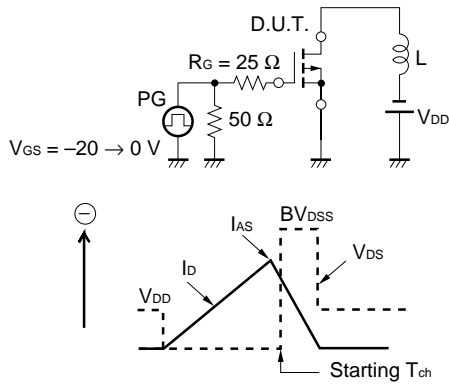 D.U.T.
RG = 25 Ω
L
PG
50 Ω
VDD
VGS = –20 → 0 V
–
IAS
BVDSS
ID
VDS
VDD
Starting Tch